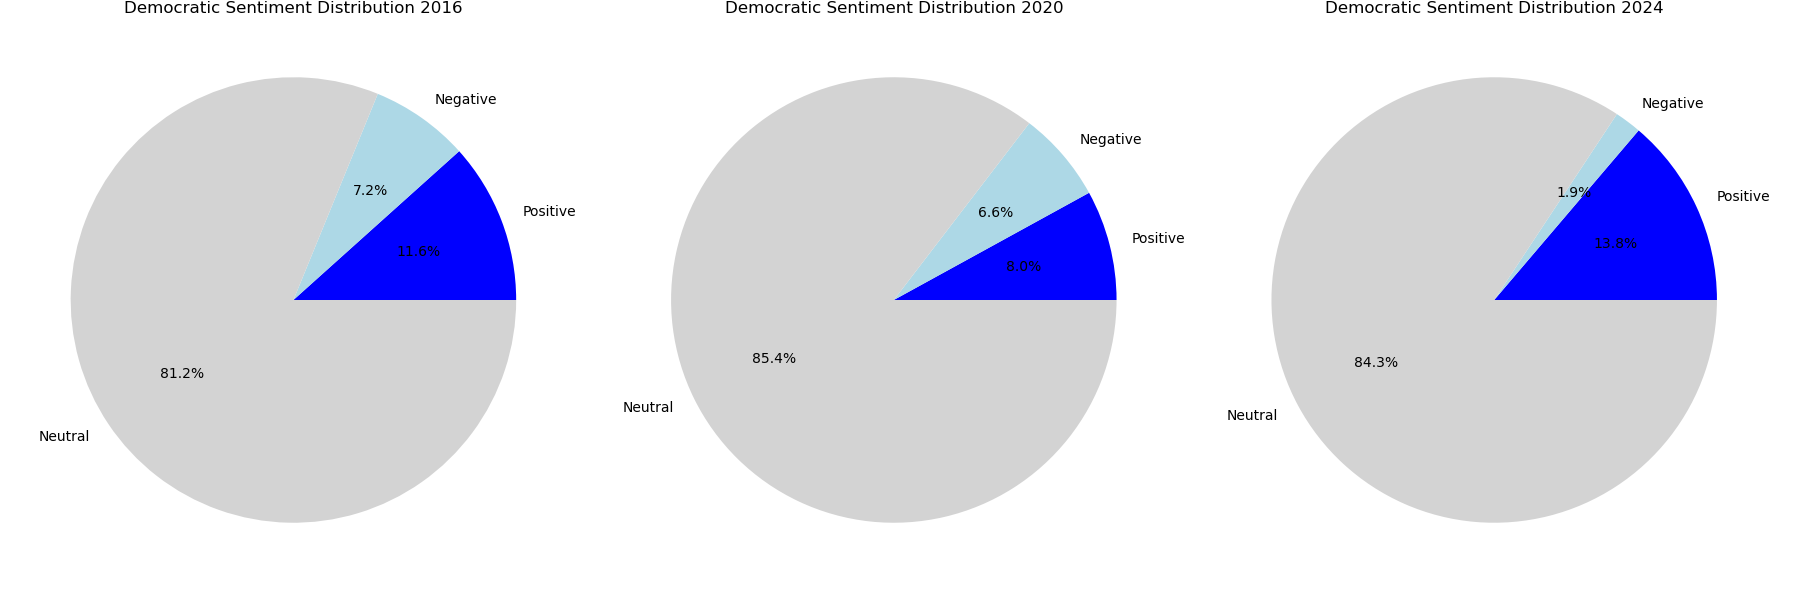 Democratic Sentiment Distribution 2016
Negative
7.2%
Positive
11.6%
81.2%
Neutral
Democratic Sentiment Distribution 2020
Negative
6.6%
Positive
8.0%
85.4%
Neutral
Democratic Sentiment Distribution 2024
Negative
1.9%
Positive
13.8%
84.3%
Neutral